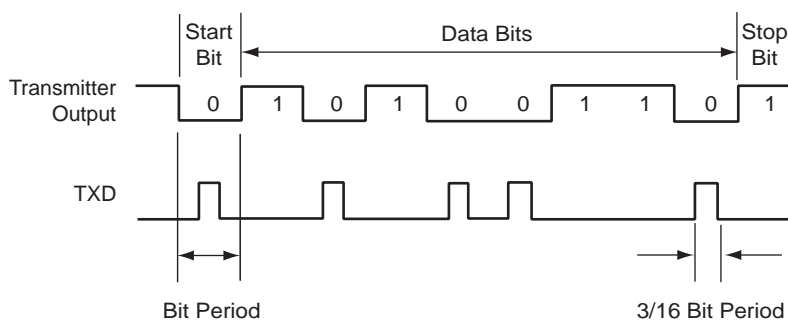 Start
Bit
Data Bits
Stop
Bit
Transmitter
Output
0 1 0 1 0 0 1 1 0 1
TXD
Bit Period
3/16 Bit Period